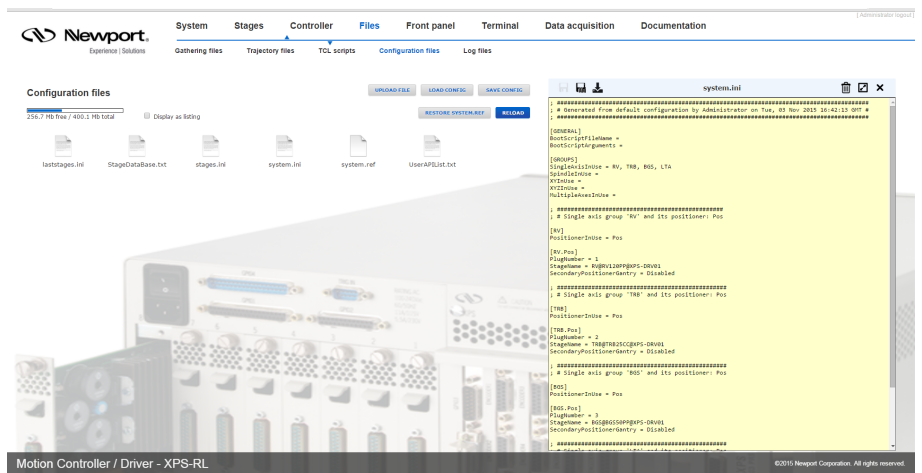 [ Administrator logout ]
Newport.
Experience | Solutions
System Stages Controller Files Front panel Terminal Data acquisition Documentation
Gathering files Trajectory files TCL scripts Configuration files Log files
Configuration files
UPLOAD FILE LOAD CONFIG SAVE CONFIG
256.7 Mb free / 400.1 Mb total
Display as listing
RESTORE SYSTEM.REF RELOAD
laststages.ini StageDataBase.txt stages.ini system.ini system.ref UserAPIList.txt
system.ini
; ##########################################################################################
; # Generated from default configuration by Administrator on Tue, 03 Nov 2015 16:42:13 GMT #
; ##########################################################################################
[GENERAL]
BootScriptFileName =
BootScriptArguments =
[GROUPS]
SingleAxisInUse = RV, TRB, BGS, LTA
SpindleInUse =
XYInUse =
XYZInUse =
MultipleAxesInUse =
; ################################################
; # Single axis group 'RV' and its positioner: Pos
[RV]
PositionerInUse = Pos
[RV.Pos]
PlugNumber = 1
StageName = RV@RV120PP@XPS-DRV01
SecondaryPositionerGantry = Disabled
; #################################################
; # Single axis group 'TRB' and its positioner: Pos
[TRB]
PositionerInUse = Pos
[TRB.Pos]
PlugNumber = 2
StageName = TRB@TRB25CC@XPS-DRV01
SecondaryPositionerGantry = Disabled
; #################################################
; # Single axis group 'BGS' and its positioner: Pos
[BGS]
PositionerInUse = Pos
[BGS.Pos]
PlugNumber = 3
StageName = BGS@BGS50PP@XPS-DRV01
SecondaryPositionerGantry = Disabled
; #################################################
Motion Controller / Driver - XPS-RL
©2015 Newport Corporation. All rights reserved.